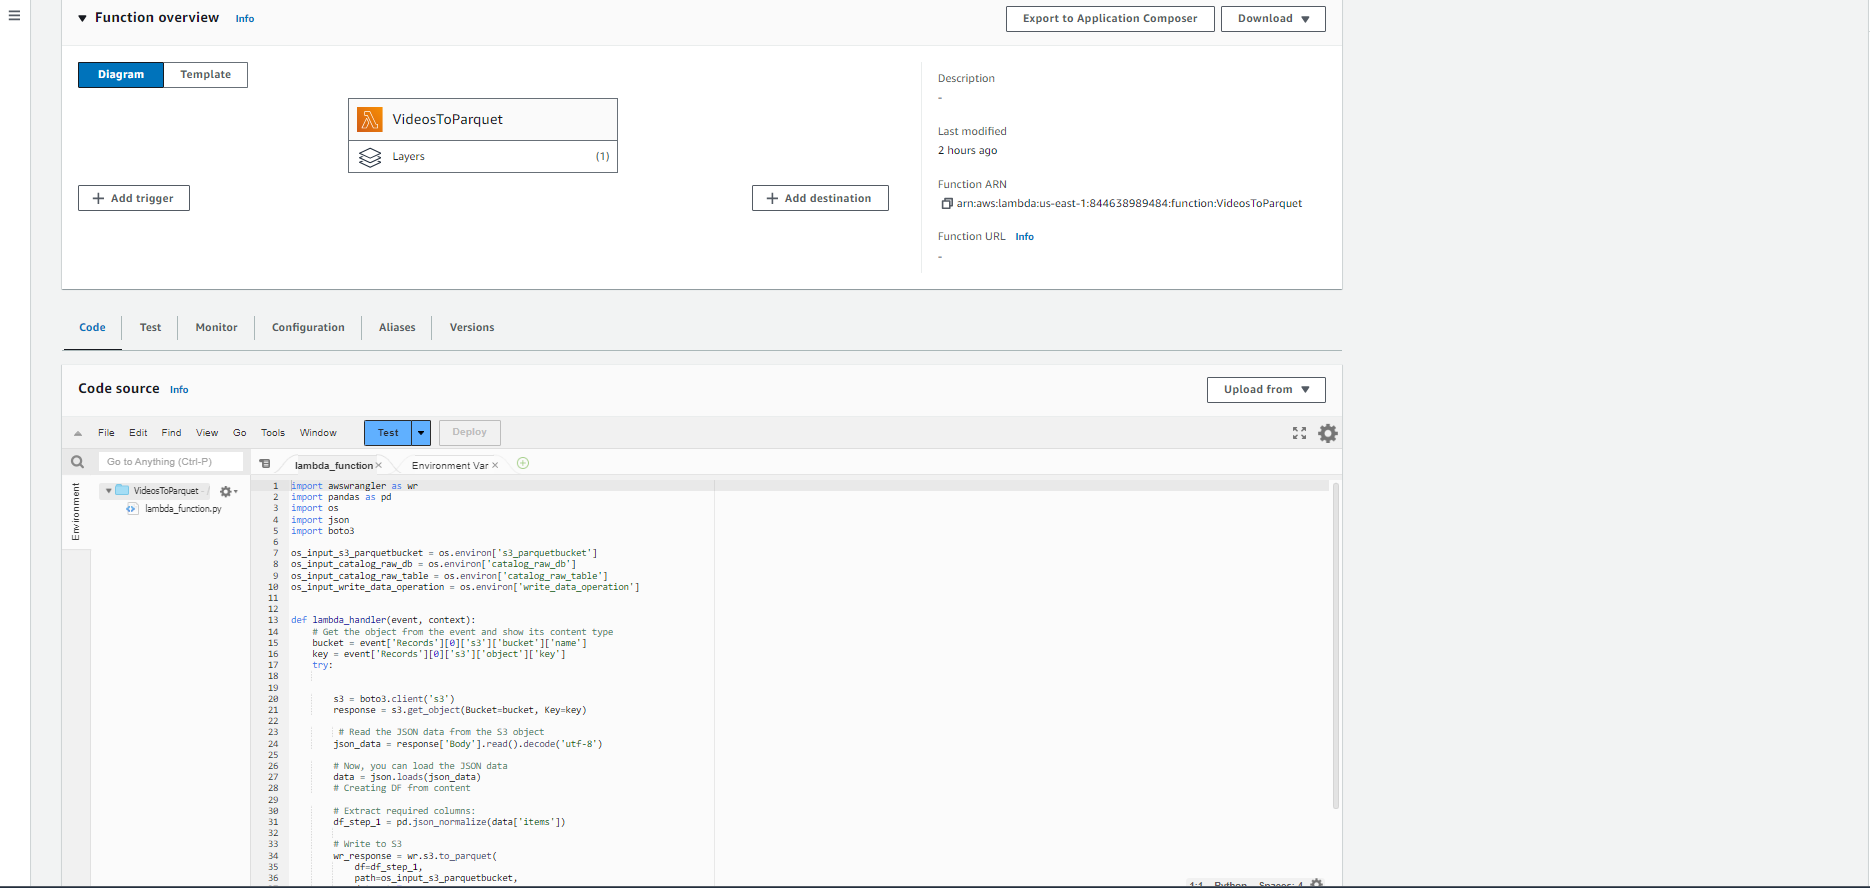 Function overview Info
Export to Application Composer
Download
Diagram
Template
VideosToParquet
Layers
(1)
Add trigger
Add destination
Description
-
Last modified
2 hours ago
Function ARN
arn:aws:lambda:us-east-1:844638989484:function:VideosToParquet
Function URL Info
-
Code
Test
Monitor
Configuration
Aliases
Versions
Code source Info
Upload from
File Edit Find View Go Tools Window
Test
Deploy
Go to Anything (Ctrl-P)
lambda_function
Environment Var
Environment
VideosToParquet
lambda_function.py
1 import awswrangler as wr
2 import pandas as pd
3 import os
4 import json
5 import boto3
6
7 os_input_s3_parquetbucket = os.environ['s3_parquetbucket']
8 os_input_catalog_raw_db = os.environ['catalog_raw_db']
9 os_input_catalog_raw_table = os.environ['catalog_raw_table']
10 os_input_write_data_operation = os.environ['write_data_operation']
11
12
13 def lambda_handler(event, context):
14 # Get the object from the event and show its content type
15 bucket = event['Records'][0]['s3']['bucket']['name']
16 key = event['Records'][0]['s3']['object']['key']
17 try:
18
19
20 s3 = boto3.client('s3')
21 response = s3.get_object(Bucket=bucket, Key=key)
22
23 # Read the JSON data from the S3 object
24 json_data = response['Body'].read().decode('utf-8')
25
26 # Now, you can load the JSON data
27 data = json.loads(json_data)
28 # Creating DF from content
29
30 # Extract required columns:
31 df_step_1 = pd.json_normalize(data['items'])
32
33 # Write to S3
34 wr_response = wr.s3.to_parquet(
35 df=df_step_1,
36 path=os_input_s3_parquetbucket,
1:1 Python Spaces: 4